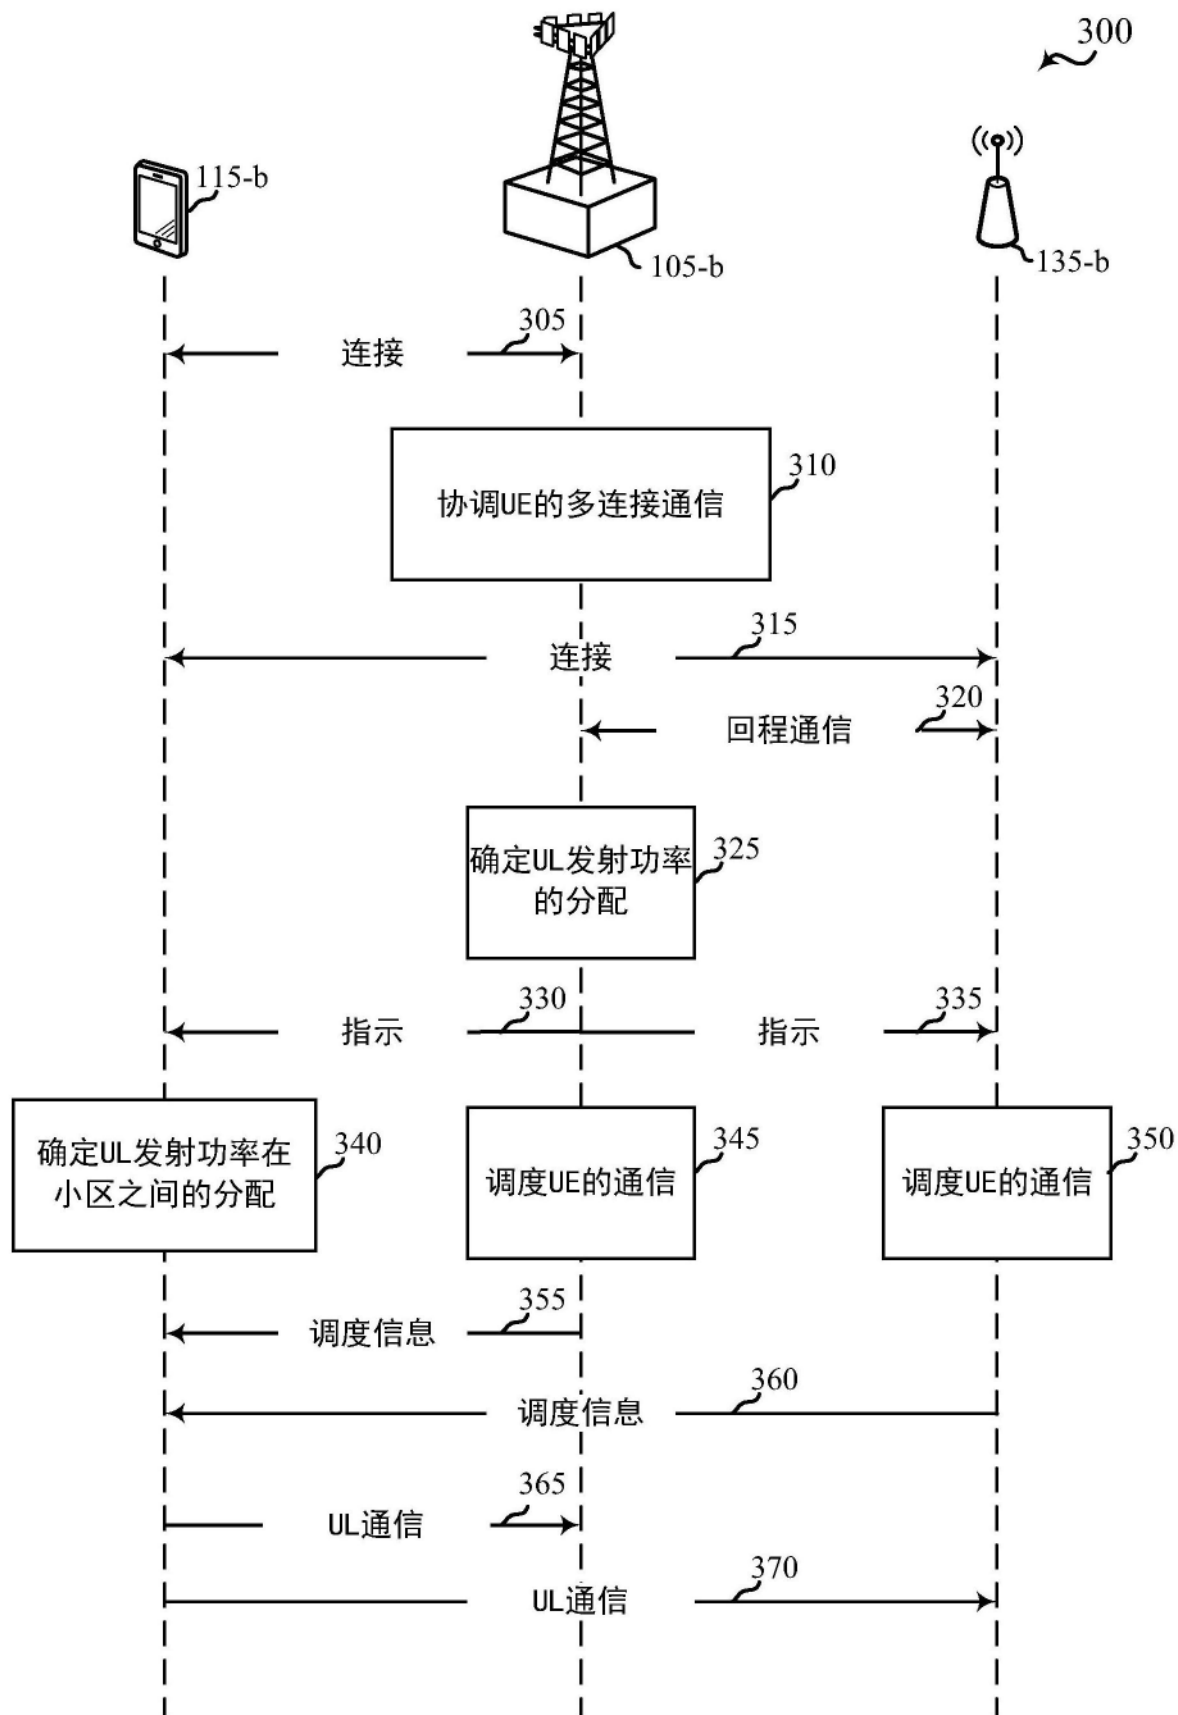 300
115-b
105-b
135-b
305
连接
310
协调UE的多连接通信
315
连接
320
回程通信
325
确定UL发射功率
的分配
330
335
指示
指示
确定UL发射功率在
小区之间的分配
340
调度UE的通信
345
调度UE的通信
350
355
调度信息
360
调度信息
365
UL通信
370
UL通信